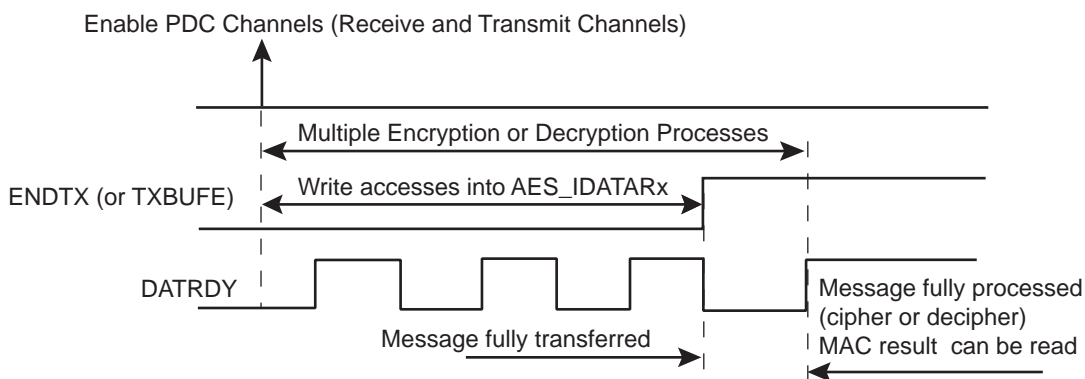 Enable PDC Channels (Receive and Transmit Channels)
Multiple Encryption or Decryption Processes
ENDTX (or TXBUFE)
Write accesses into AES_IDATARx
DATRDY
Message fully transferred
Message fully processed
(cipher or decipher)
MAC result can be read